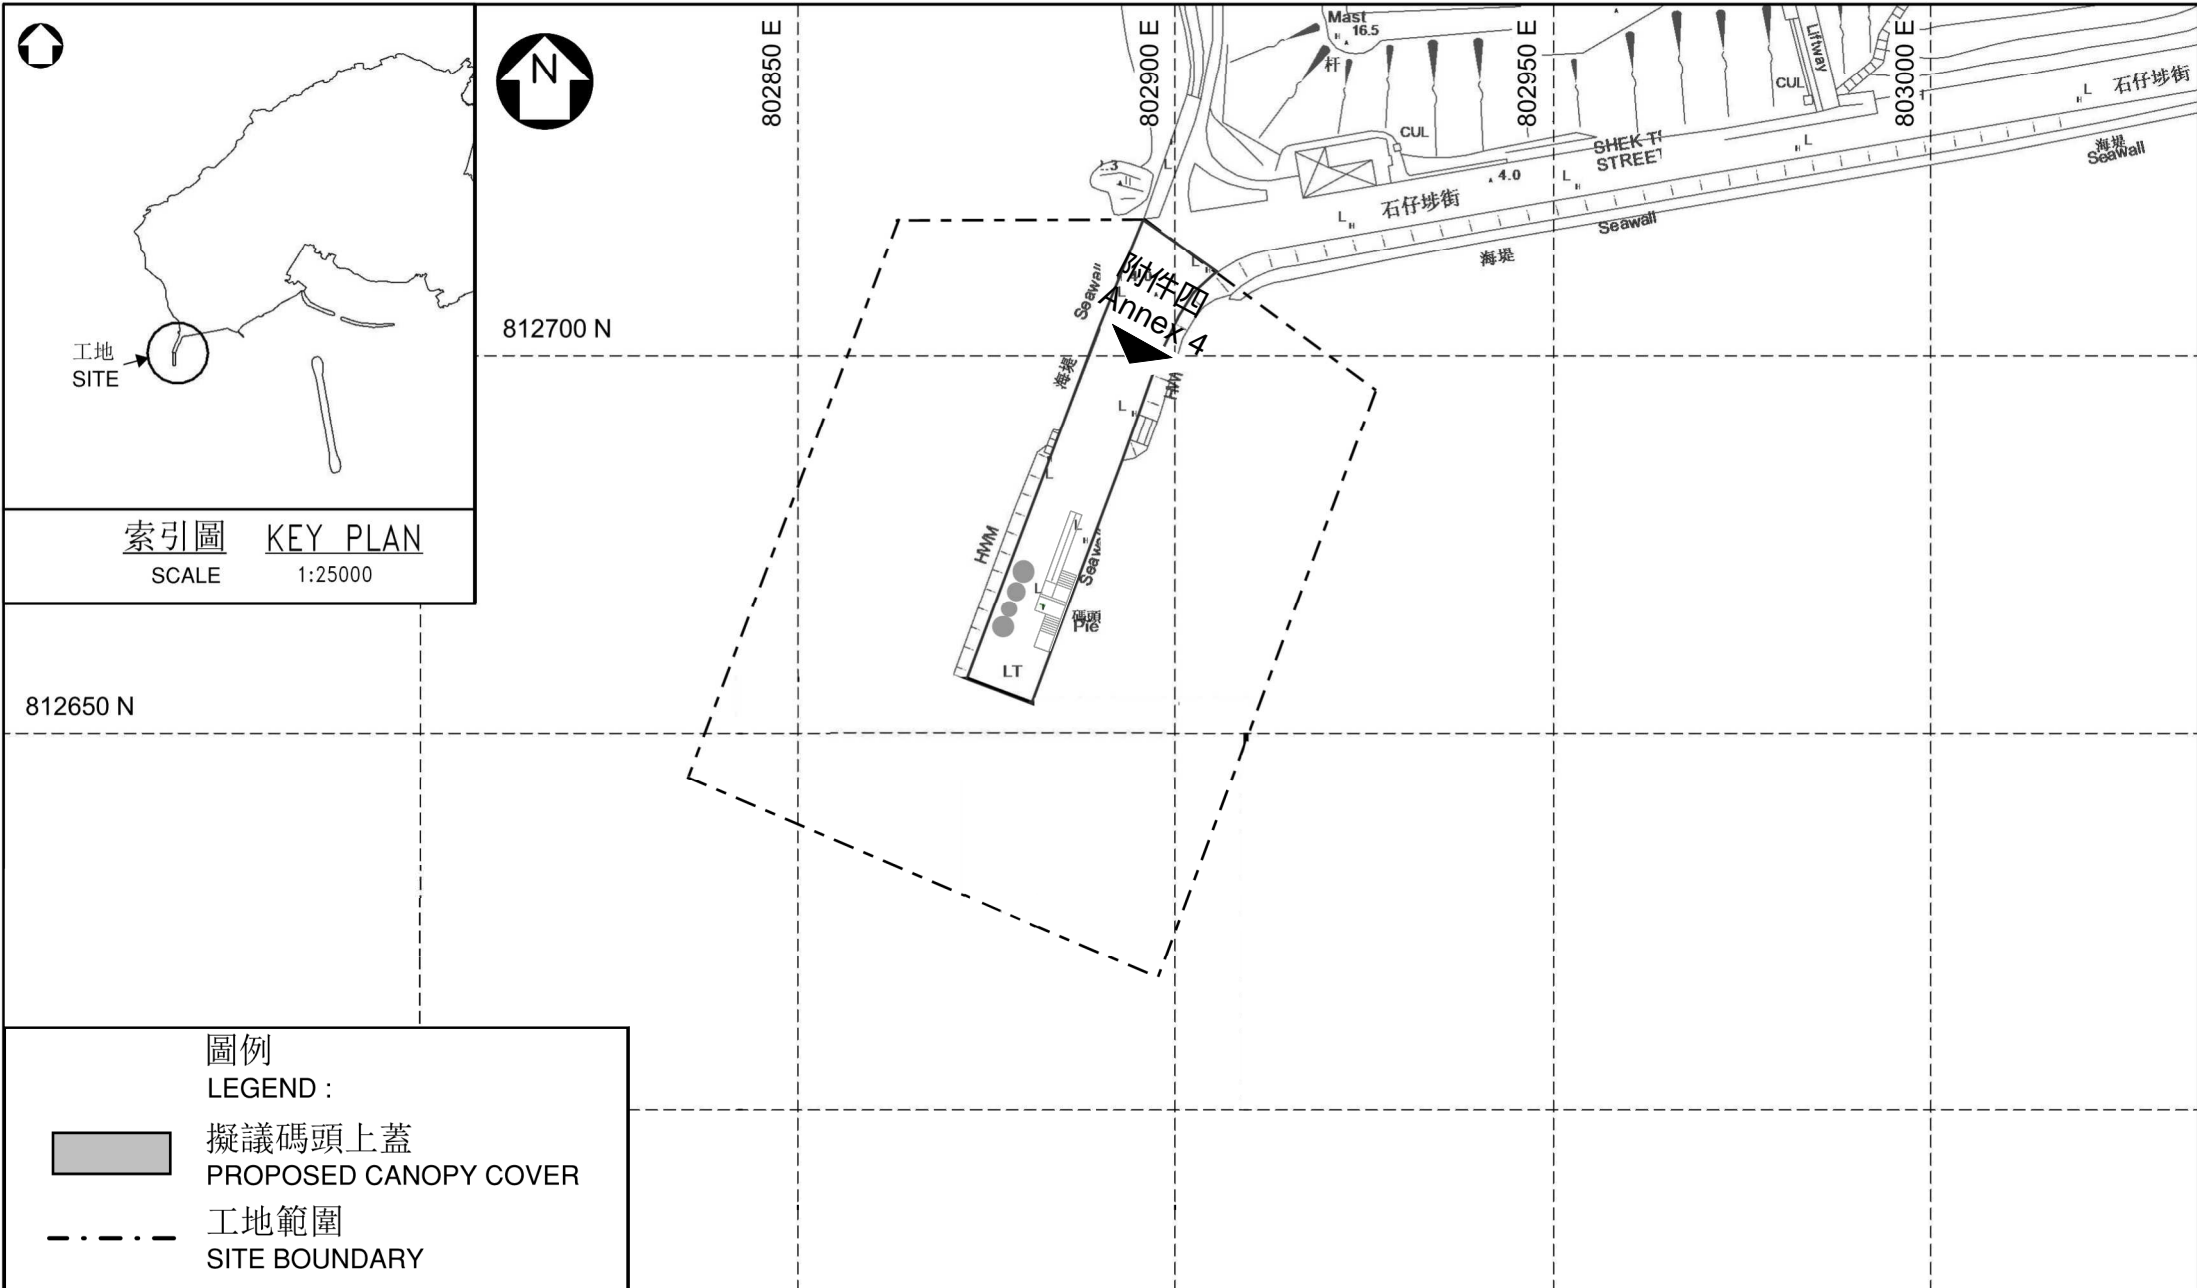 工地
SITE
索引圖 KEY PLAN
SCALE 1:25000
N
802850 E
802900 E
802950 E
803000 E
Mast
16.5
杆
CUL
Liftway
CUL
石仔埗街
L
L
SHEK T
STREET
海堤
Seawall
4.0
L
石仔埗街
L
Seawall
海堤
L
L
附件四
Annex 4
Seawall
L
812700 N
海堤
HWM
L
L
HWM
L
Seawall
L
碼頭
Pie
LT
812650 N
圖例
LEGEND :
擬議碼頭上蓋
PROPOSED CANOPY COVER
工地範圍
SITE BOUNDARY